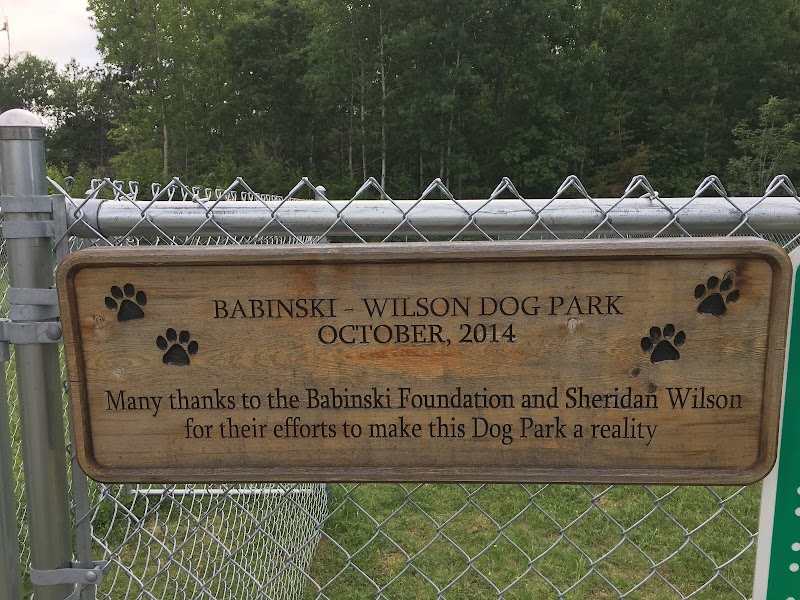 BABINSKI - WILSON DOG PARK
OCTOBER, 2014
Many thanks to the Babinski Foundation and Sheridan Wilson
for their efforts to make this Dog Park a reality